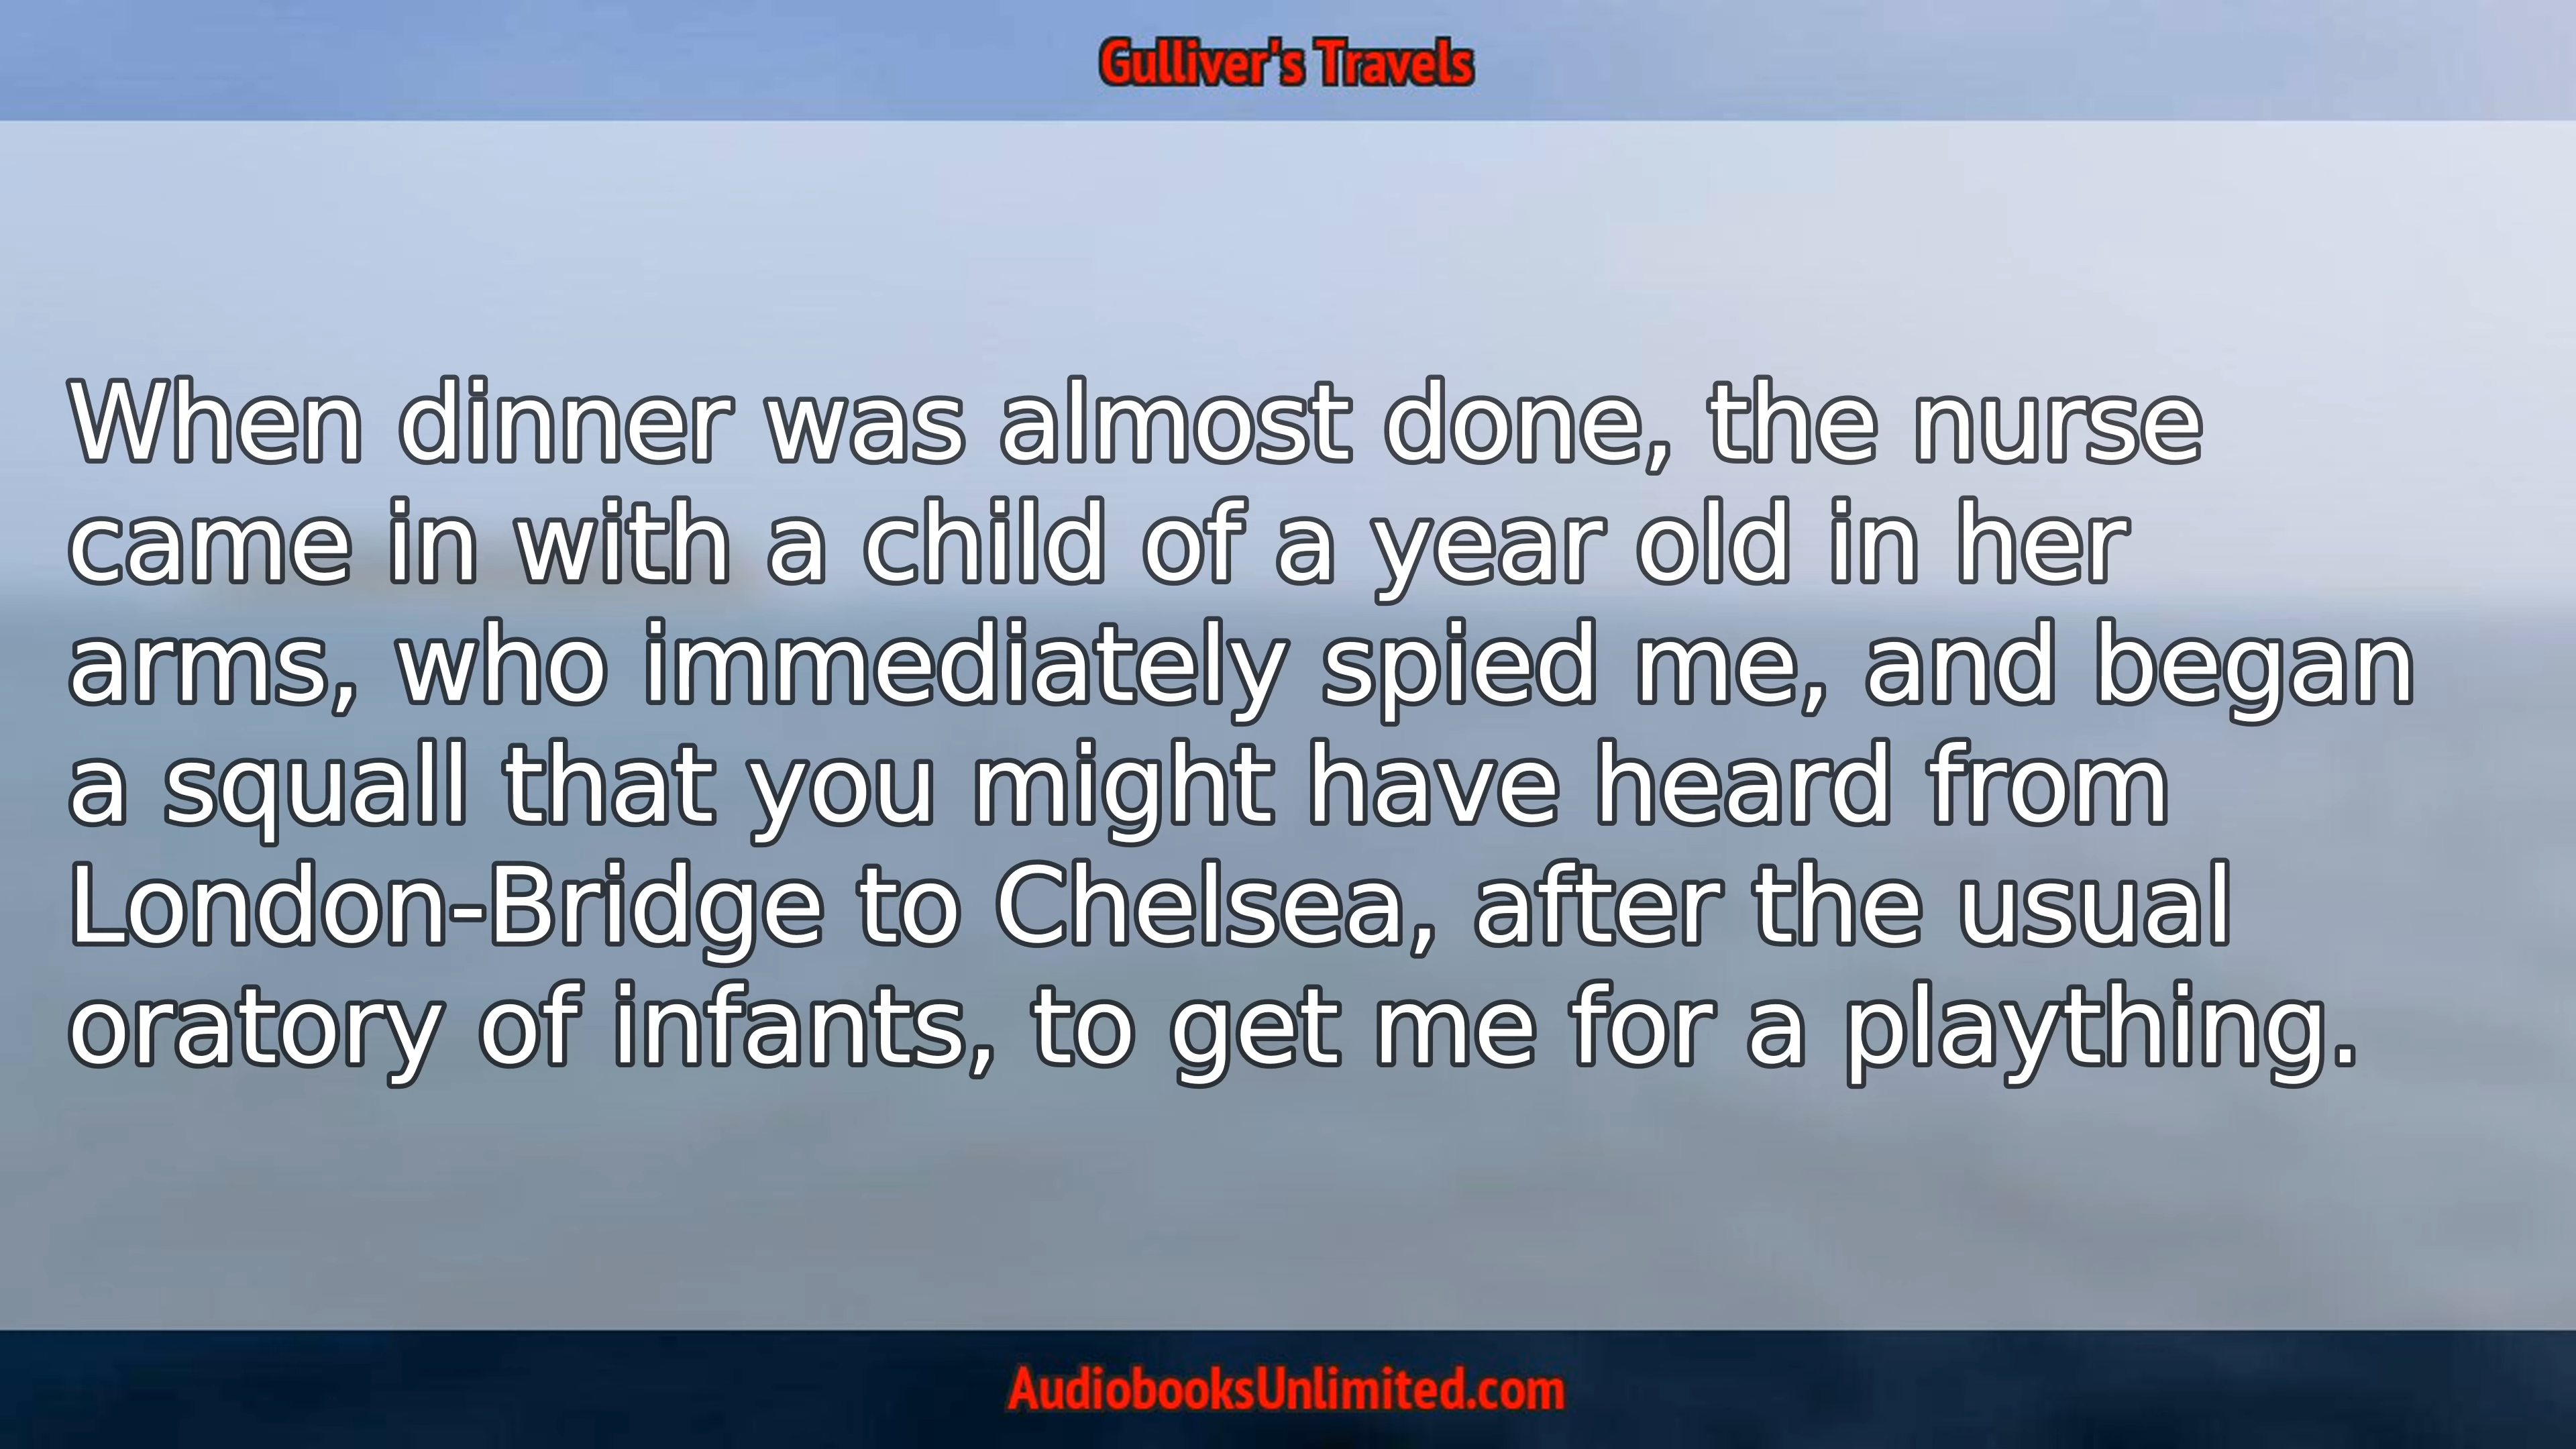 Gulliver's Travels
When dinner was almost done, the nurse
came in with a child of a year old in her
arms, who immediately spied me, and began
a squall that you might have heard from
London-Bridge to Chelsea, after the usual
oratory of infants, to get me for a plaything.
AudiobooksUnlimited.com